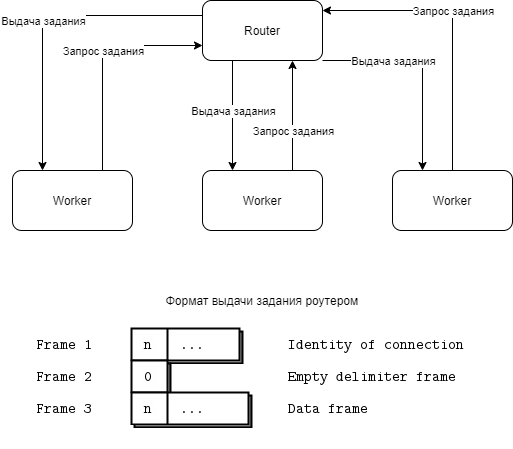 Выдача задания
Запрос задания
Router
Запрос задания
Выдача задания
Выдача задания
Запрос задания
Worker
Worker
Worker
Формат выдачи задания роутером
Frame 1 n ... Identity of connection
Frame 2 0 Empty delimiter frame
Frame 3 n ... Data frame